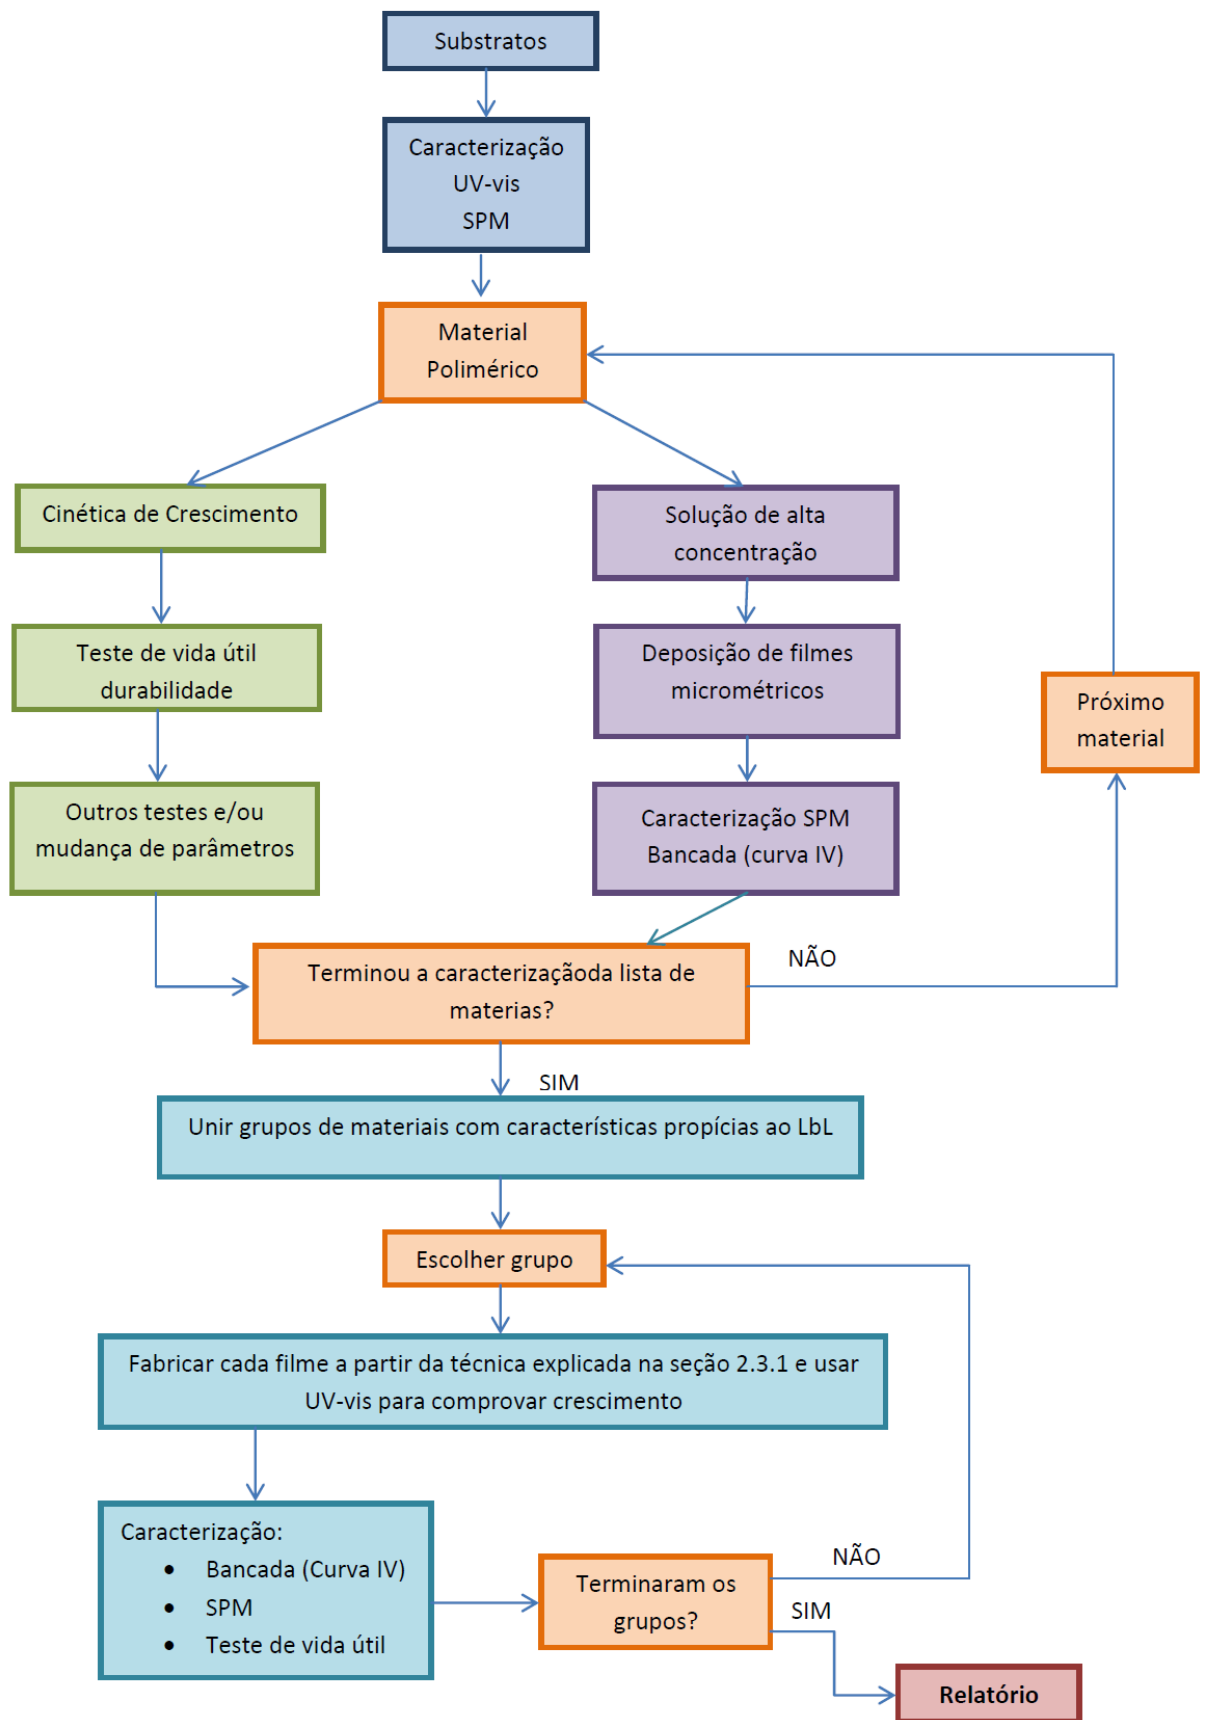 Substratos
Caracterização
UV-vis
SPM
Material
Polimérico
Cinética de Crescimento
Teste de vida útil
durabilidade
Outros testes e/ou
mudança de parâmetros
Solução de alta
concentração
Deposição de filmes
micrométricos
Caracterização SPM
Bancada (curva IV)
Próximo
material
Terminou a caracterizaçãoda lista de
materias?
NÃO
SIM
Unir grupos de materiais com características propícias ao LbL
Escolher grupo
Fabricar cada filme a partir da técnica explicada na seção 2.3.1 e usar
UV-vis para comprovar crescimento
Caracterização:
• Bancada (Curva IV)
• SPM
• Teste de vida útil
Terminaram os
grupos?
NÃO
SIM
Relatório